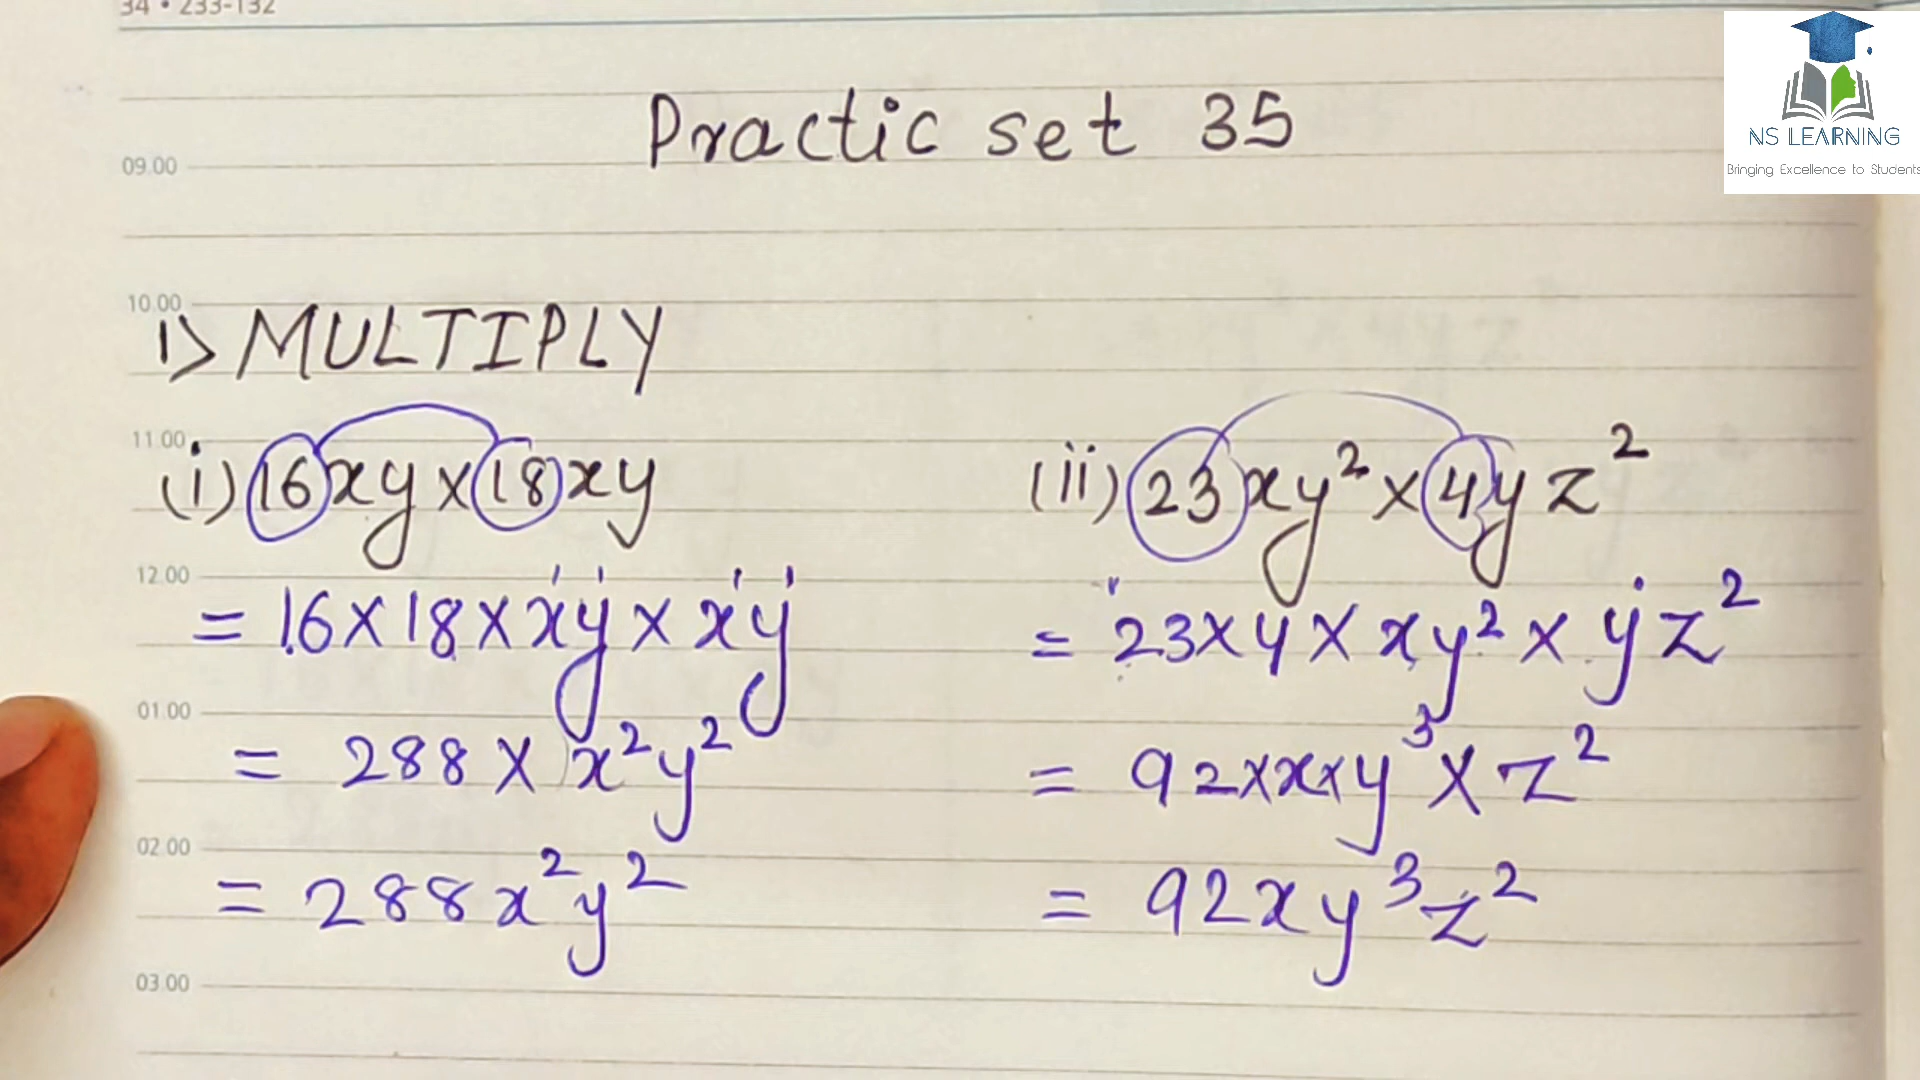 34 • 233-132
NS LEARNING
Bringing Excellence to Students
Practic set 35
09.00
10.00
1> MULTIPLY
11.00
(i) 16xy × 18xy
(ii) 23xy² × 4yz²
12.00
= 16 × 18 × xy × xy
= 23 × 4 × xy² × yz²
01.00
= 288 × x²y²
= 92 × x × y³ × z²
02.00
= 288x²y²
= 92xy³z²
03.00